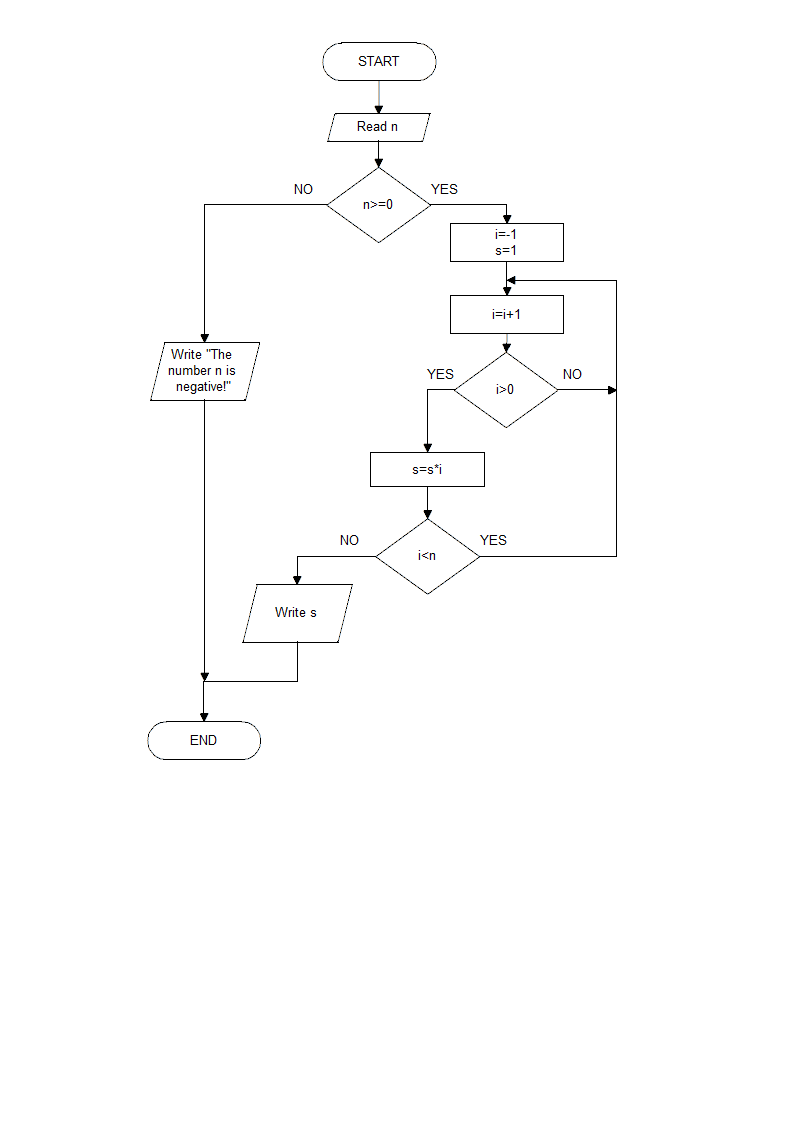 START
Read n
NO
YES
n>=0
i=-1
s=1
i=i+1
Write "The
number n is
negative!"
YES
NO
i>0
s=s*i
NO
YES
i<n
Write s
END